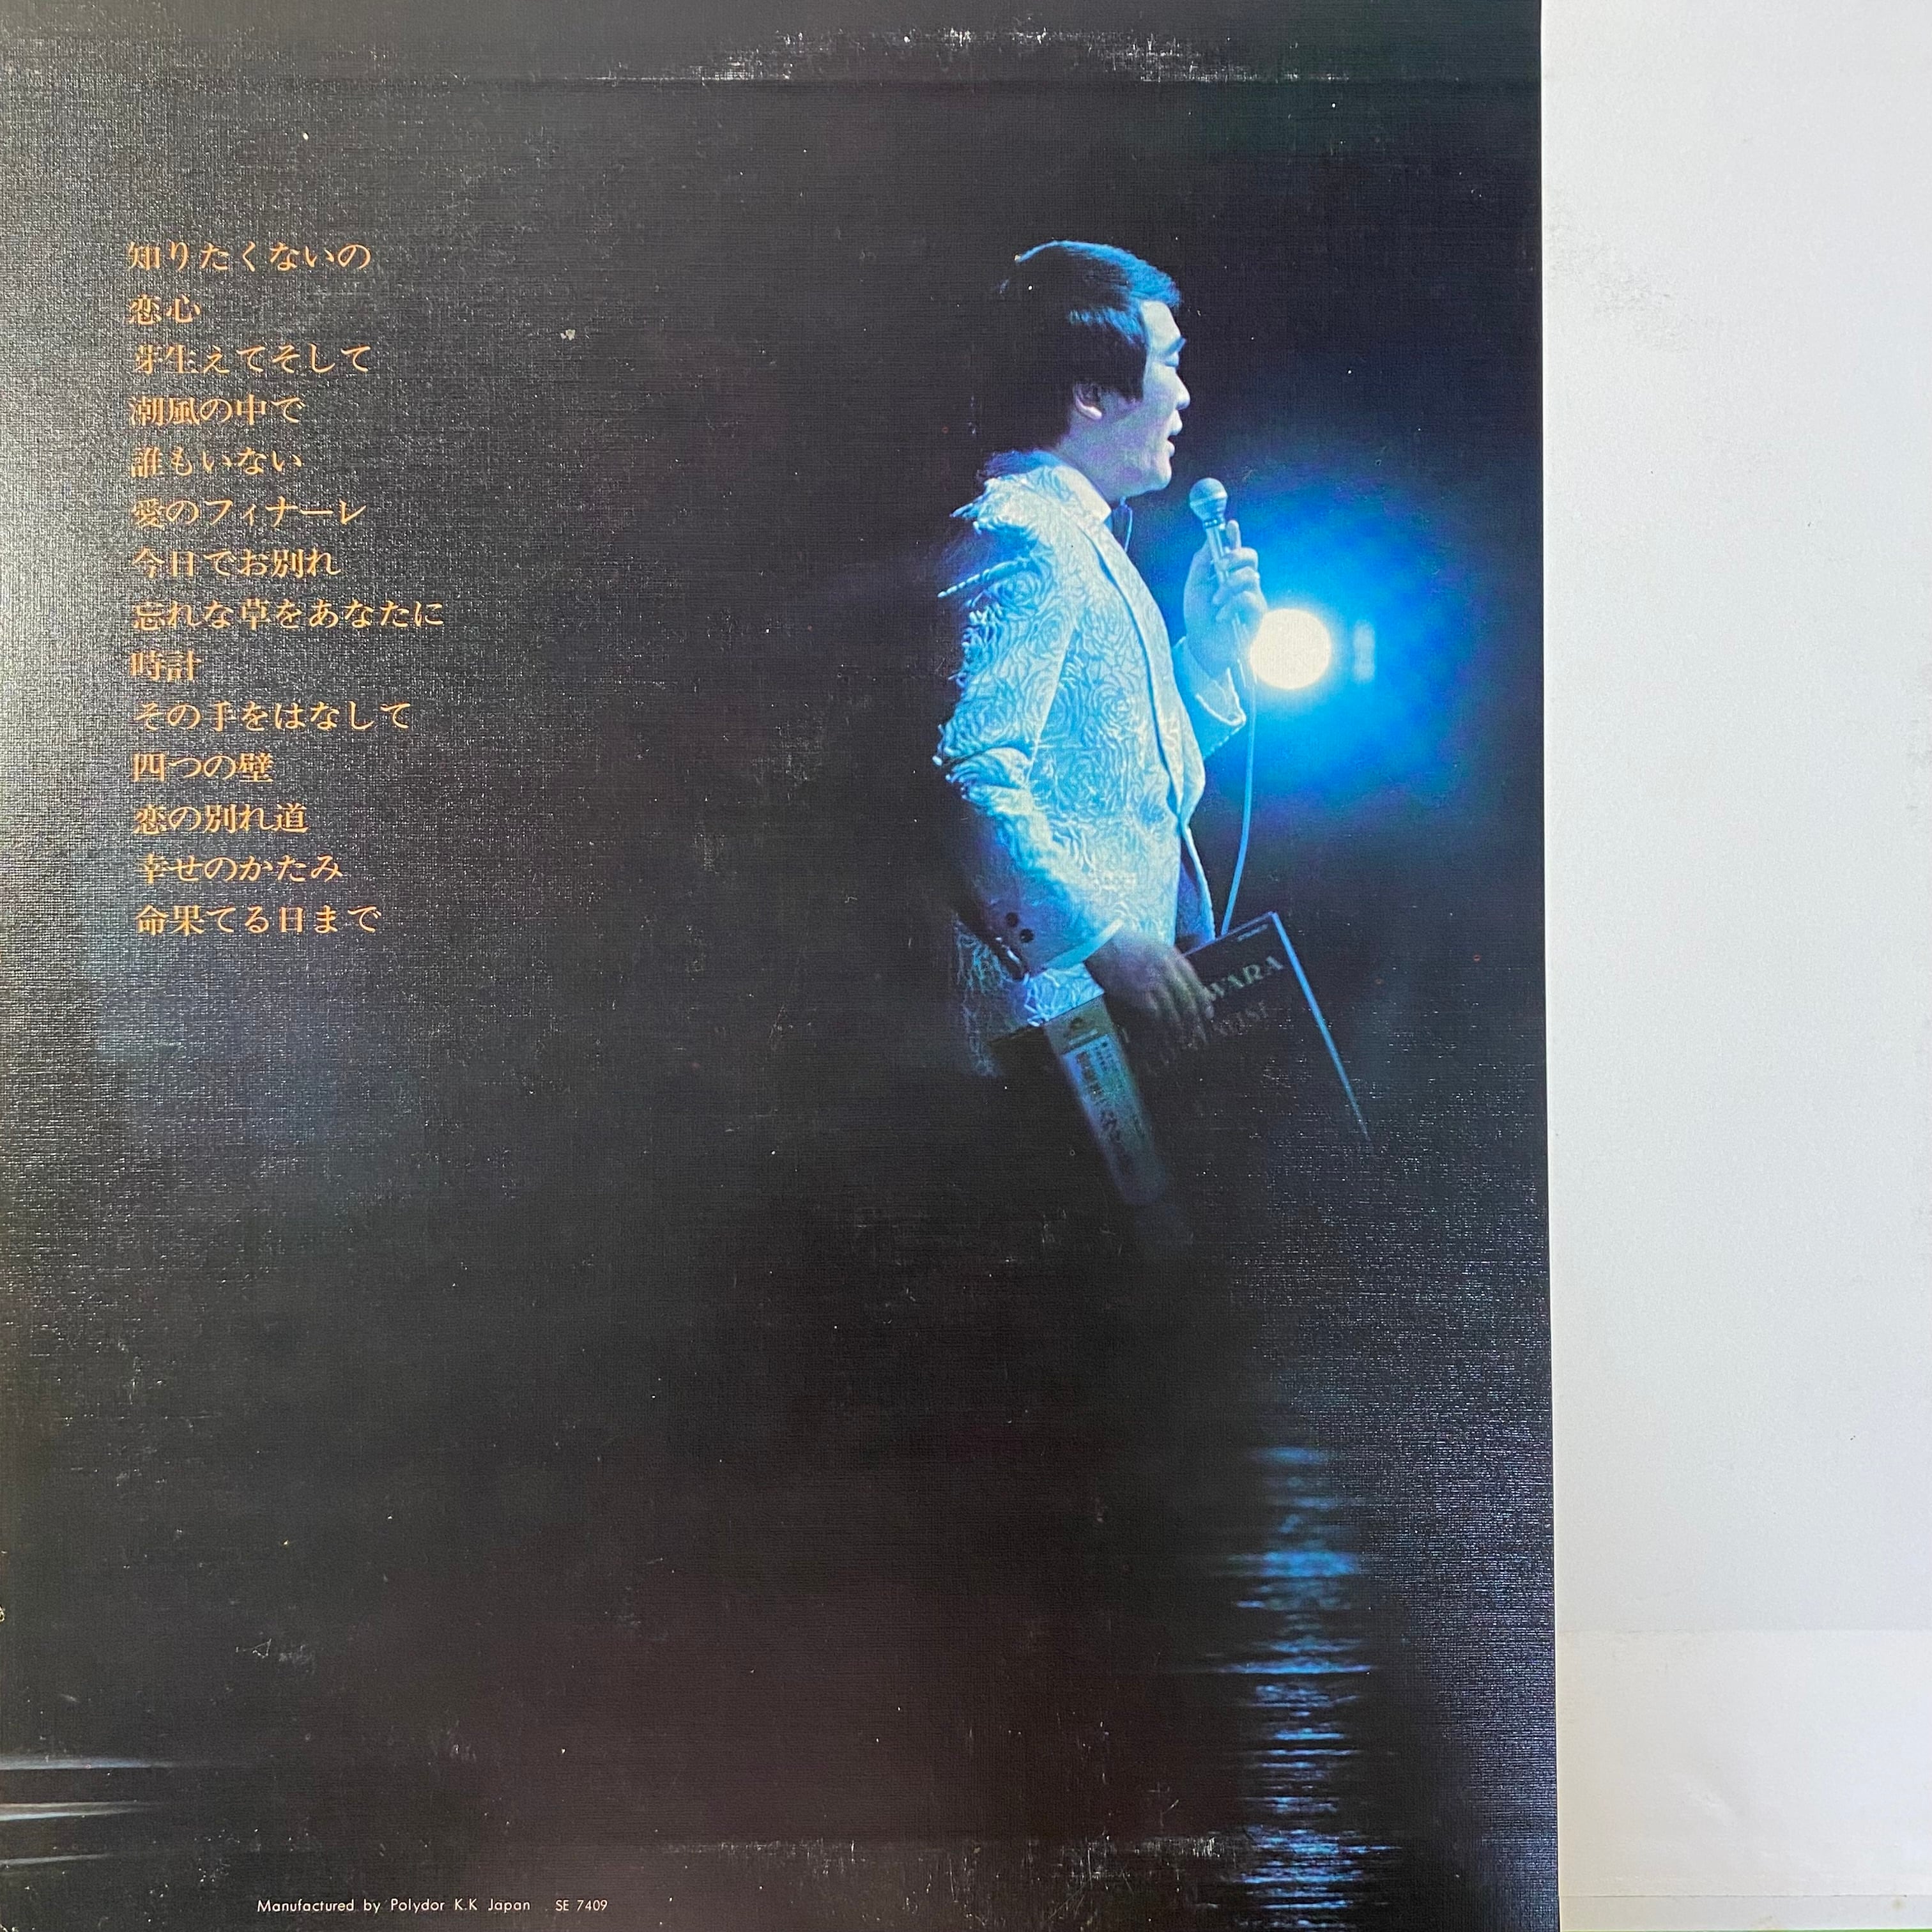 知りたくないの
恋心
芽生えてそして
潮風の中で
誰もいない
愛のフィナーレ
今日でお別れ
忘れな草をあなたに
時計
その手をはなして
四つの壁
恋の別れ道
幸せのかたみ
命果てる日まで
WARA
Manufactured by Polydor K.K Japan SE 7409